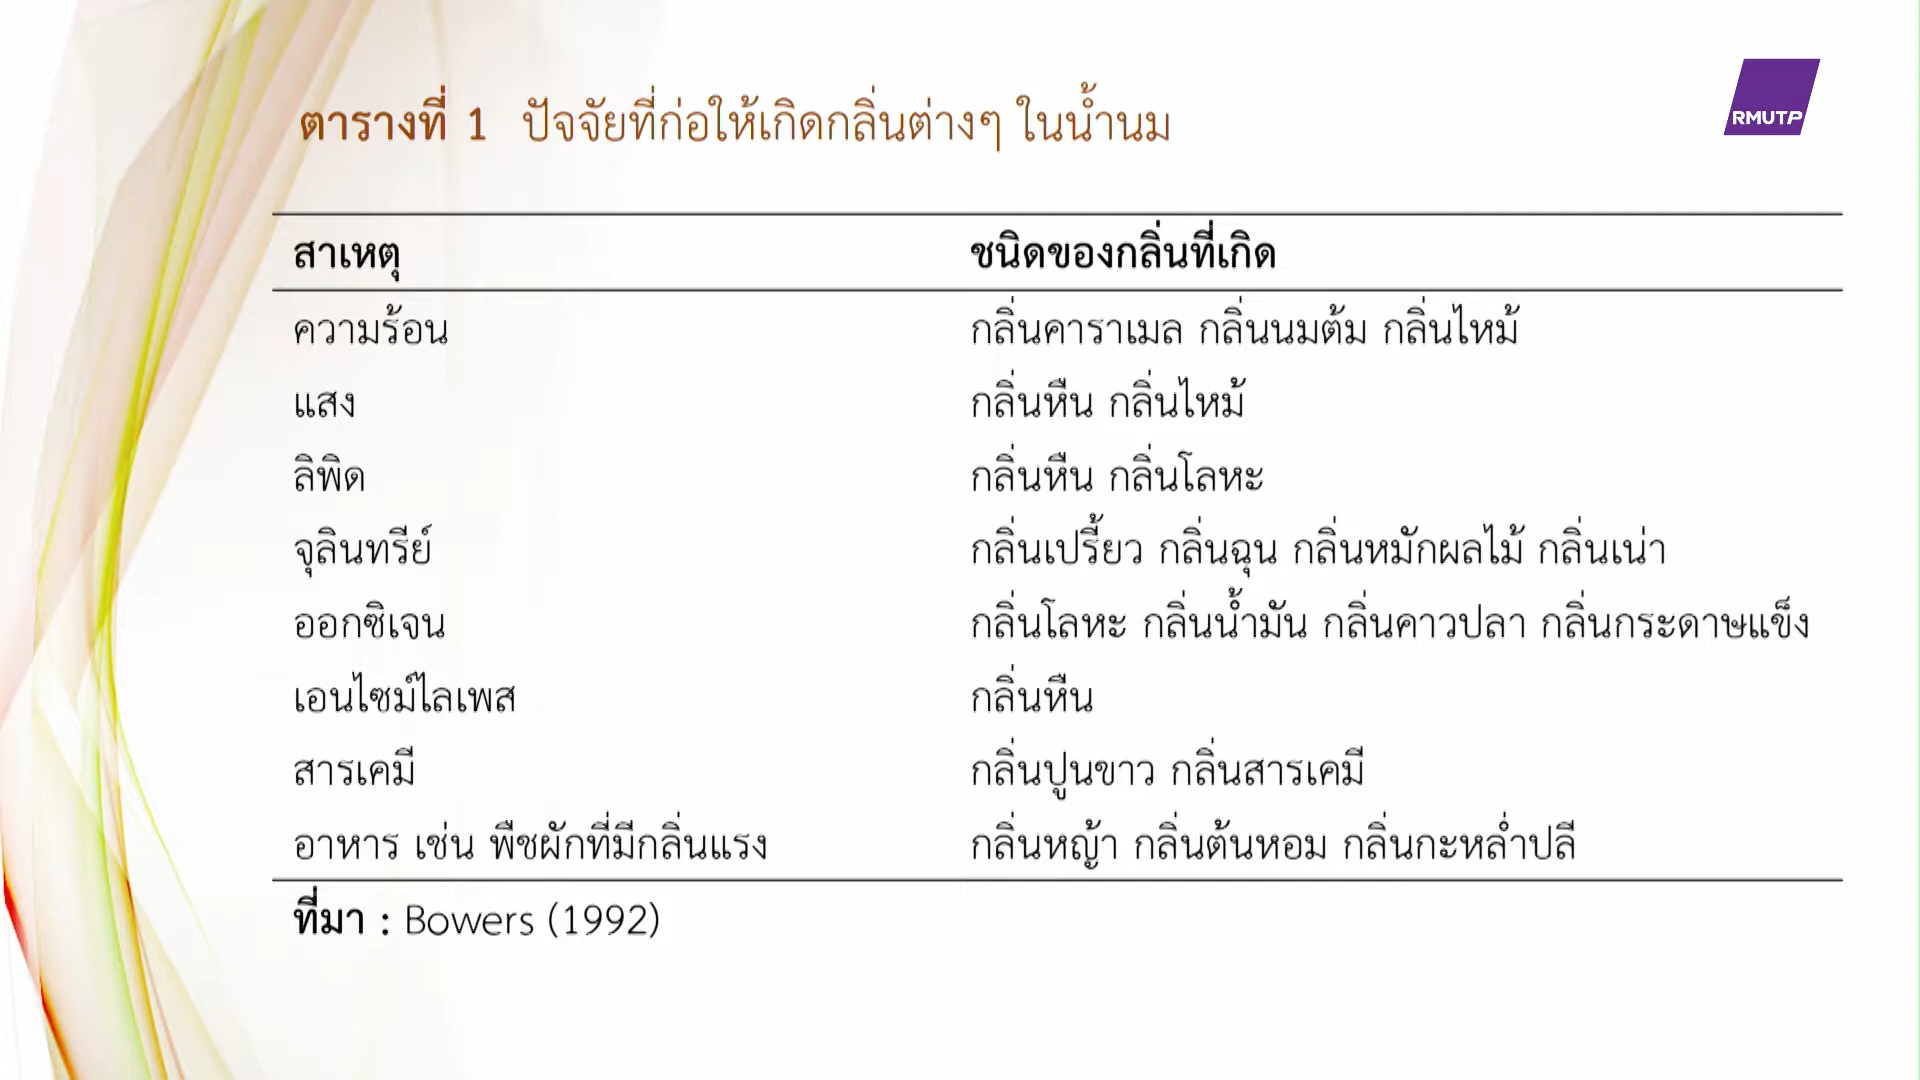 ตารางที่ 1 ปัจจัยที่ก่อให้เกิดกลิ่นต่างๆ ในน้ำนม
RMUTP
สาเหตุ ชนิดของกลิ่นที่เกิด
ความร้อน กลิ่นคาราเมล กลิ่นนมต้ม กลิ่นไหม้
แสง กลิ่นหืน กลิ่นไหม้
ลิพิด กลิ่นหืน กลิ่นโลหะ
จุลินทรีย์ กลิ่นเปรี้ยว กลิ่นฉุน กลิ่นหมักผลไม้ กลิ่นเน่า
ออกซิเจน กลิ่นโลหะ กลิ่นน้ำมัน กลิ่นคาวปลา กลิ่นกระดาษแข็ง
เอนไซม์ไลเพส กลิ่นหืน
สารเคมี กลิ่นปูนขาว กลิ่นสารเคมี
อาหาร เช่น พืชผักที่มีกลิ่นแรง กลิ่นหญ้า กลิ่นต้นหอม กลิ่นกะหล่ำปลี
ที่มา : Bowers (1992)